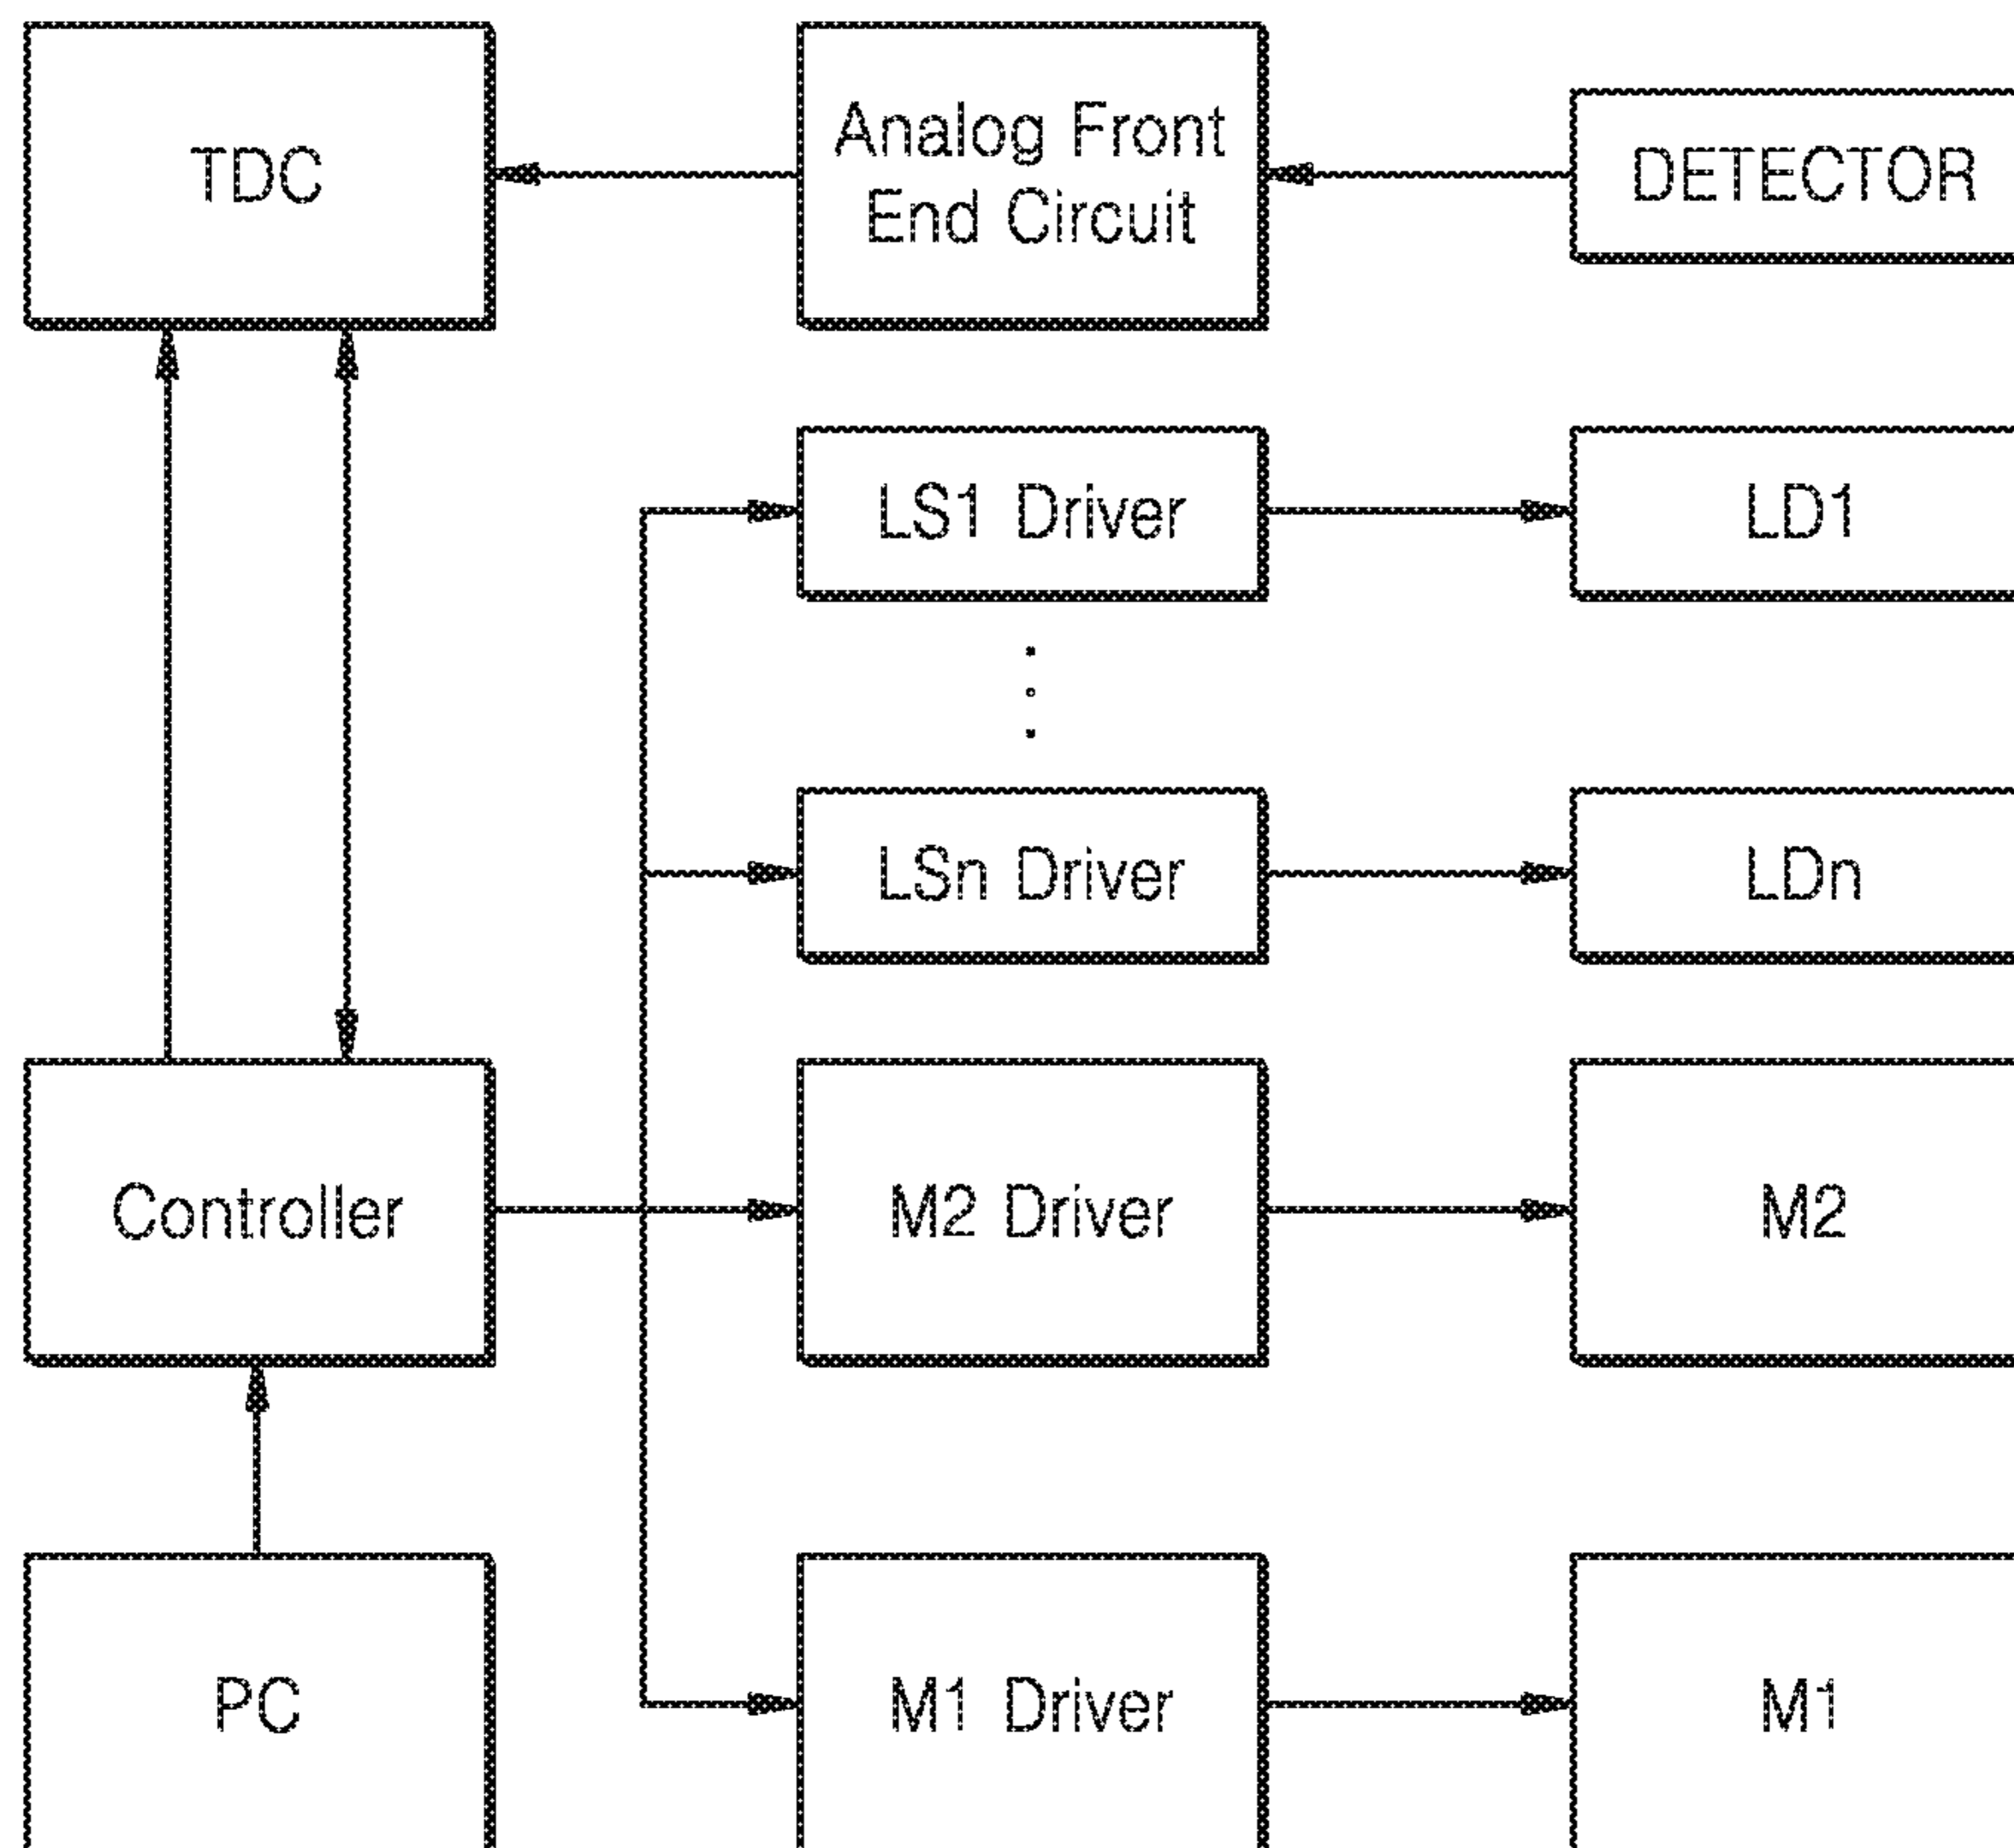 TDC
Analog Front
End Circuit
DETECTOR
LS1 Driver
LD1
LSn Driver
LDn
Controller
M2 Driver
M2
PC
M1 Driver
M1